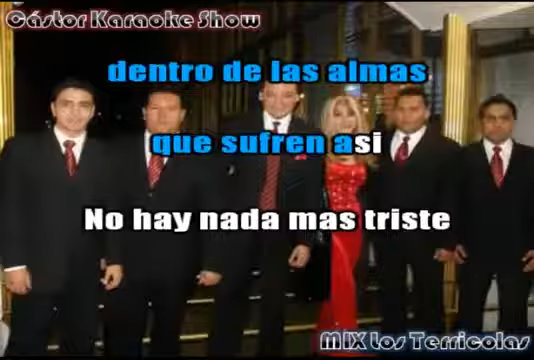 Cástor Karaoke Show
dentro de las almas
que sufren asi
No hay nada mas triste
MIX Los Terricolas